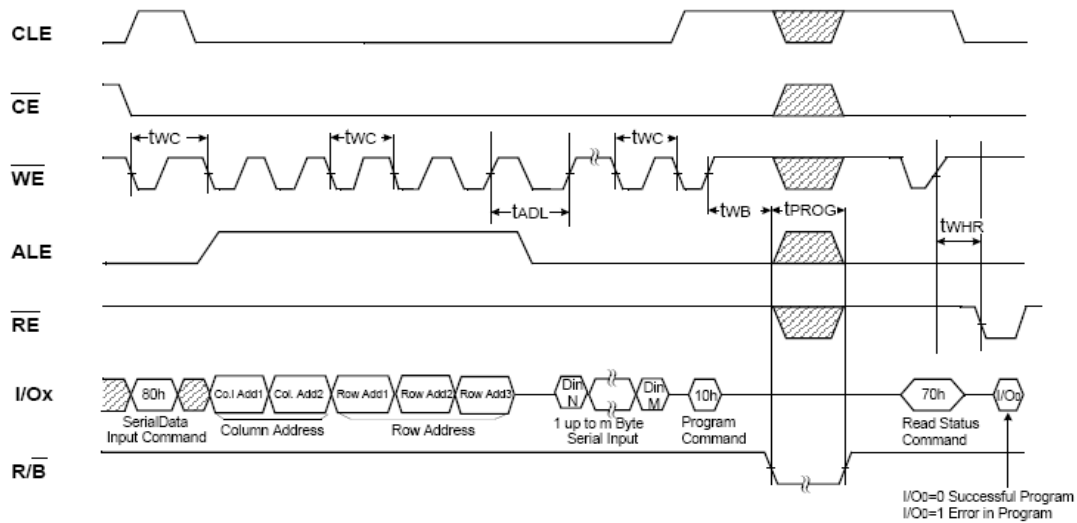 CLE
CE
tWC tWC tWC
WE
tADL tWB tPROG
tWHR
ALE
RE
I/Ox 80h Co.l Add1 Col. Add2 Row Add1 Row Add2 Row Add3 Din N Din M 10h 70h I/O0
SerialData Input Command
Column Address
Row Address
1 up to m Byte Serial Input
Program Command
Read Status Command
R/B
I/O0=0 Successful Program
I/O0=1 Error in Program